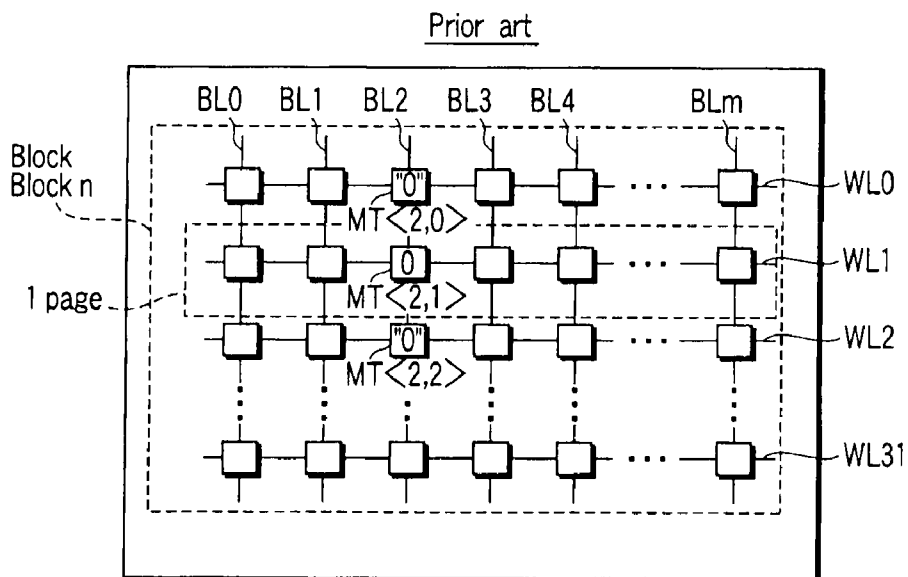 Prior art
BL0 BL1 BL2 BL3 BL4 BLm
Block
Block n
"0"
WL0
MT<2,0>
0
WL1
1 page
MT<2,1>
"0"
WL2
MT<2,2>
WL31